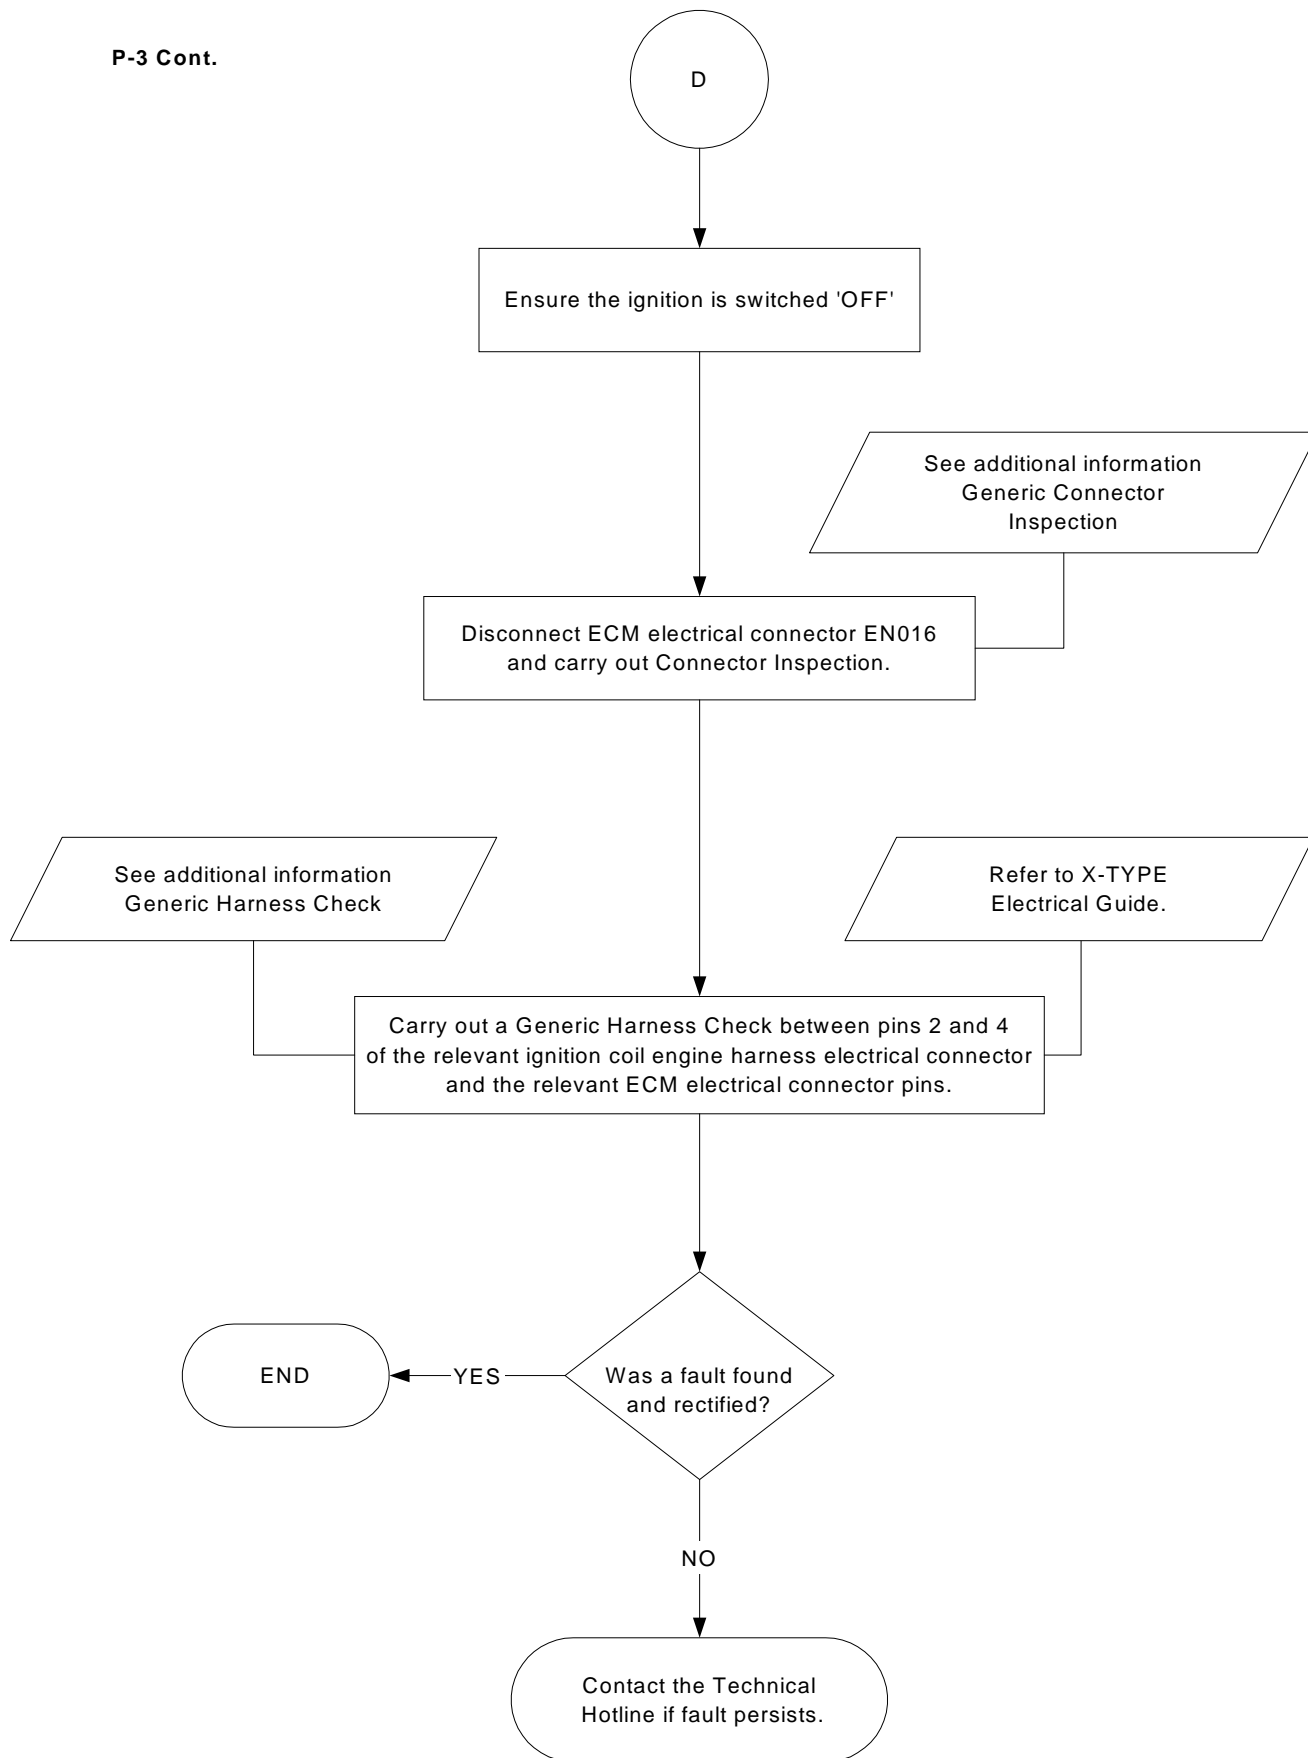 P-3 Cont.
D
Ensure the ignition is switched 'OFF'
See additional information
Generic Connector
Inspection
Disconnect ECM electrical connector EN016
and carry out Connector Inspection.
See additional information
Generic Harness Check
Refer to X-TYPE
Electrical Guide.
Carry out a Generic Harness Check between pins 2 and 4
of the relevant ignition coil engine harness electrical connector
and the relevant ECM electrical connector pins.
Was a fault found
and rectified?
YES
END
NO
Contact the Technical
Hotline if fault persists.